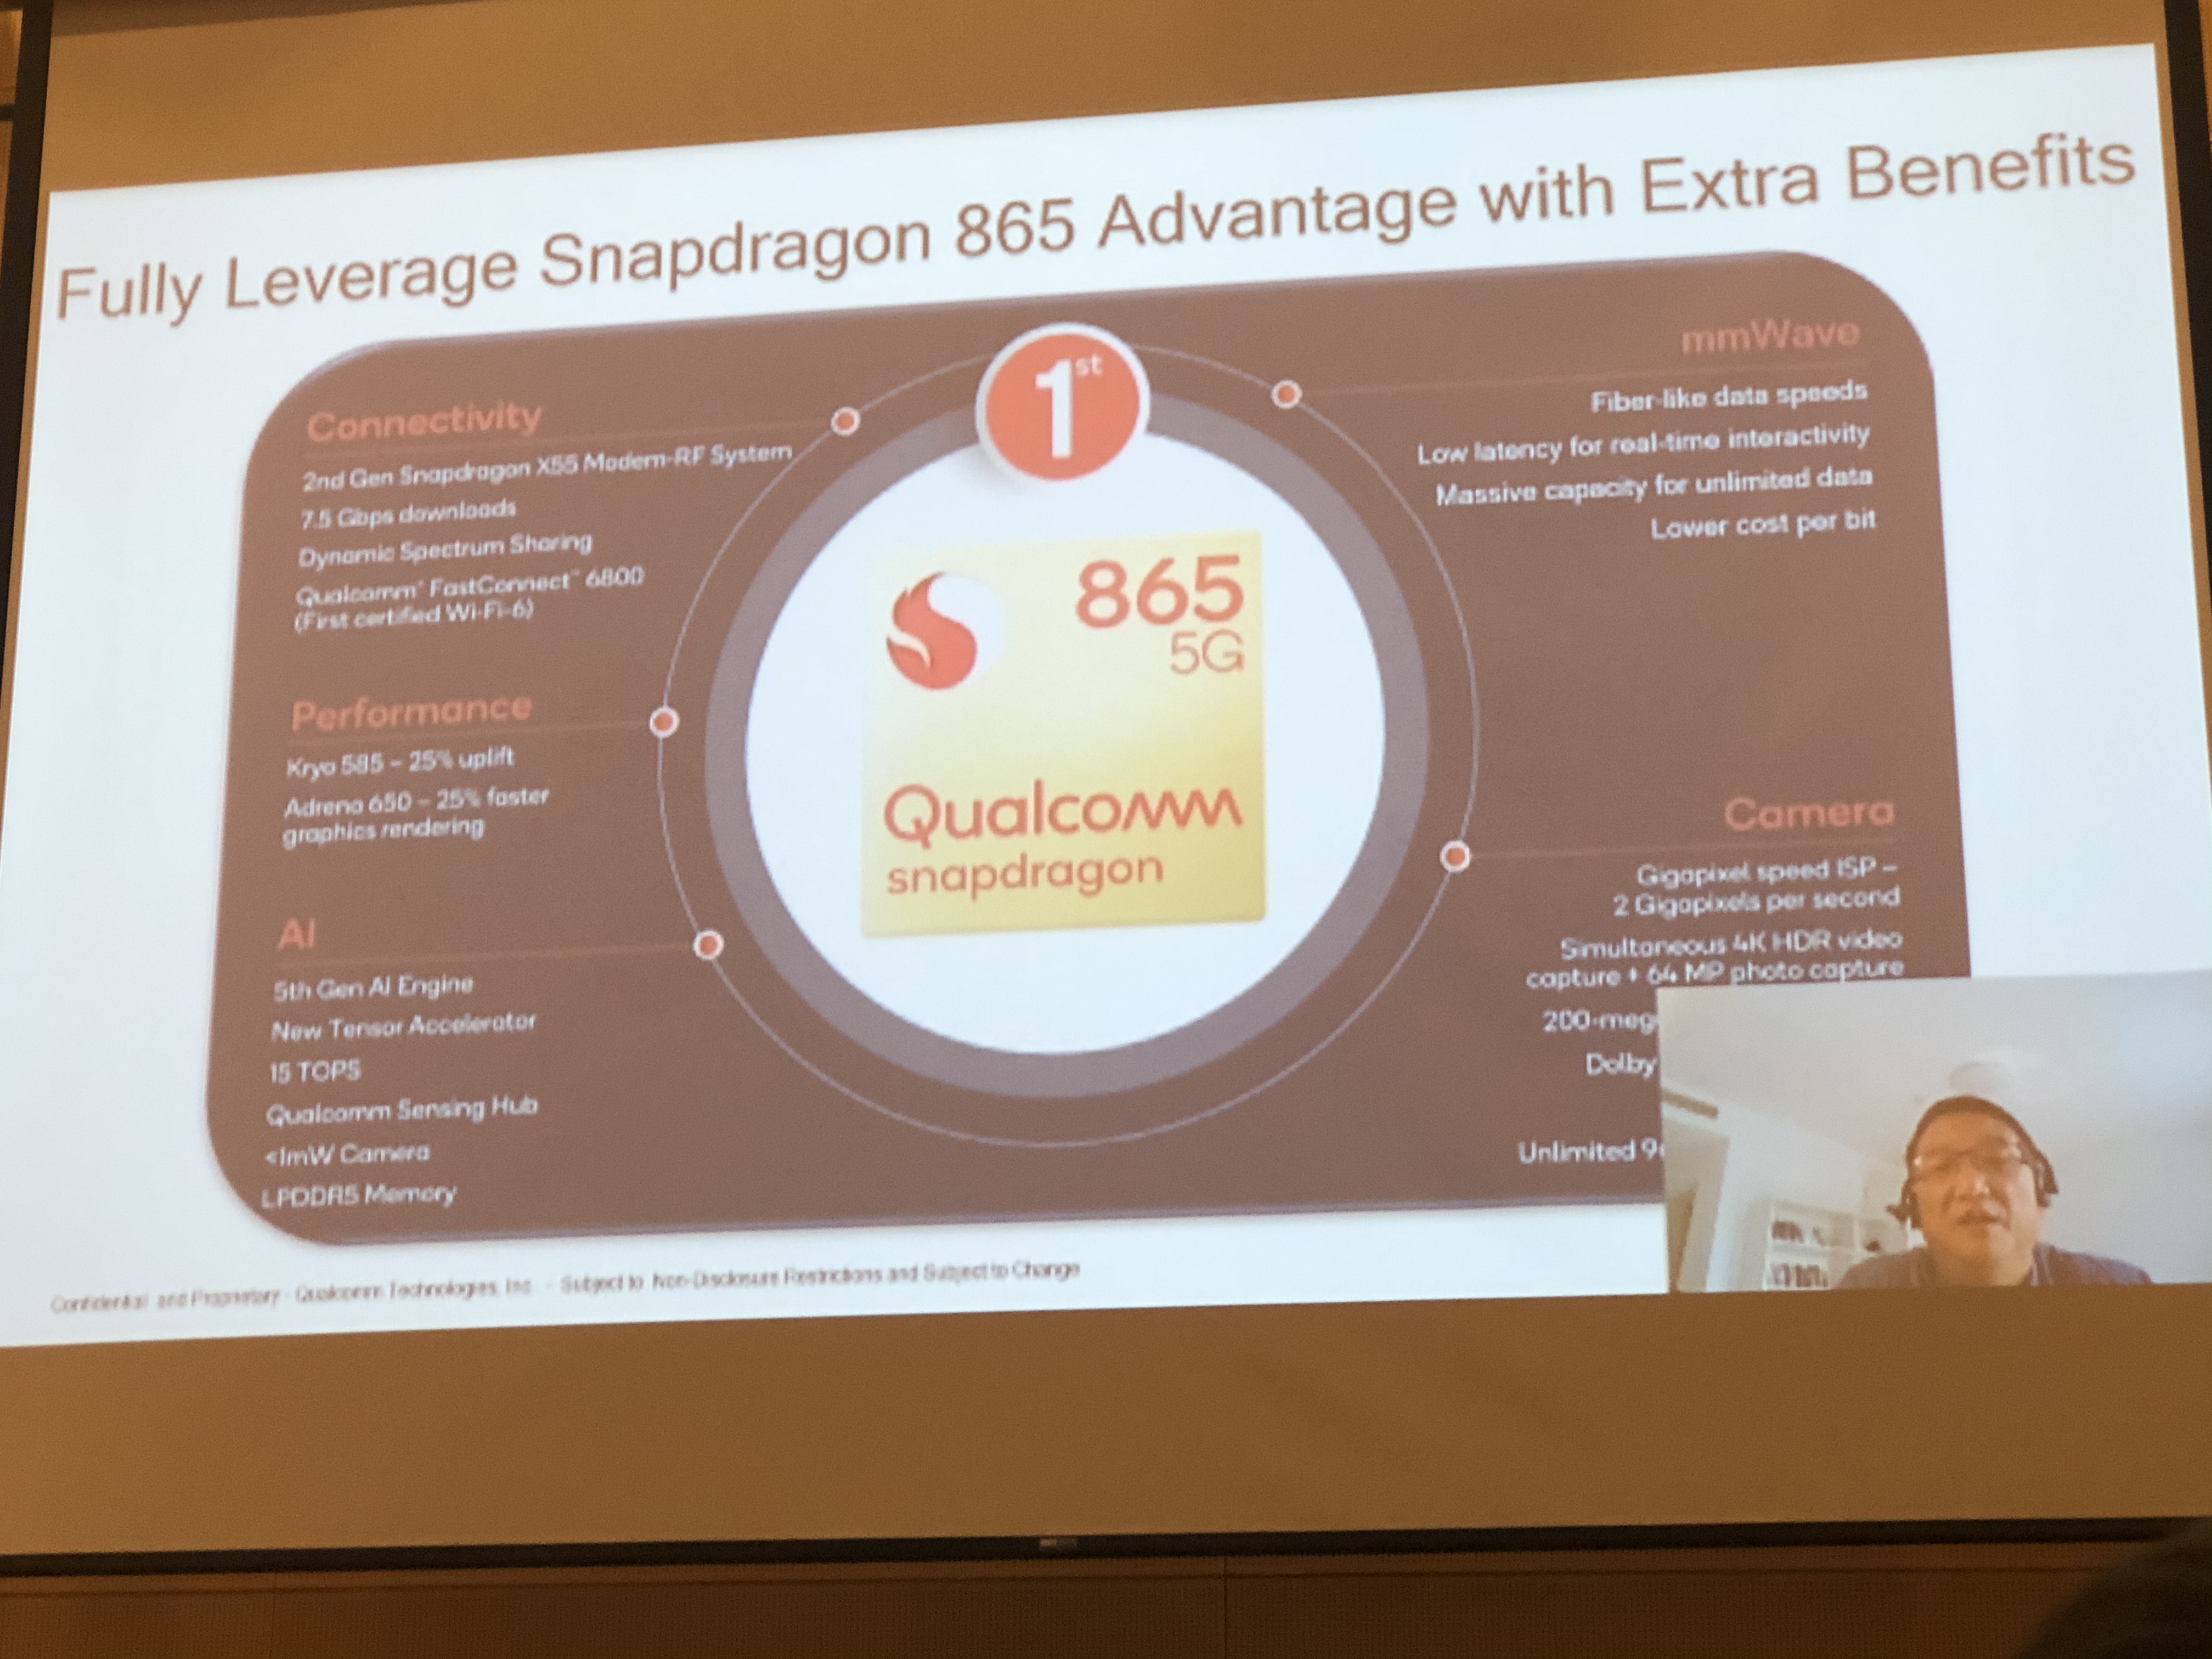 Fully Leverage Snapdragon 865 Advantage with Extra Benefits
1st
Connectivity
2nd Gen Snapdragon X55 Modem-RF System
7.5 Gbps downloads
Dynamic Spectrum Sharing
Qualcomm® FastConnect™ 6800
(First certified Wi-Fi-6)
Performance
Kryo 585 – 25% uplift
Adreno 650 – 25% faster
graphics rendering
AI
5th Gen AI Engine
New Tensor Accelerator
15 TOPS
Qualcomm Sensing Hub
<1mW Camera
LPDDR5 Memory
865
5G
Qualcomm
snapdragon
mmWave
Fiber-like data speeds
Low latency for real-time interactivity
Massive capacity for unlimited data
Lower cost per bit
Camera
Gigapixel speed ISP –
2 Gigapixels per second
Simultaneous 4K HDR video
capture + 64 MP photo capture
200-meg
Dolby
Unlimited 9
Confidential and Proprietary - Qualcomm Technologies, Inc. - Subject to Non-Disclosure Restrictions and Subject to Change